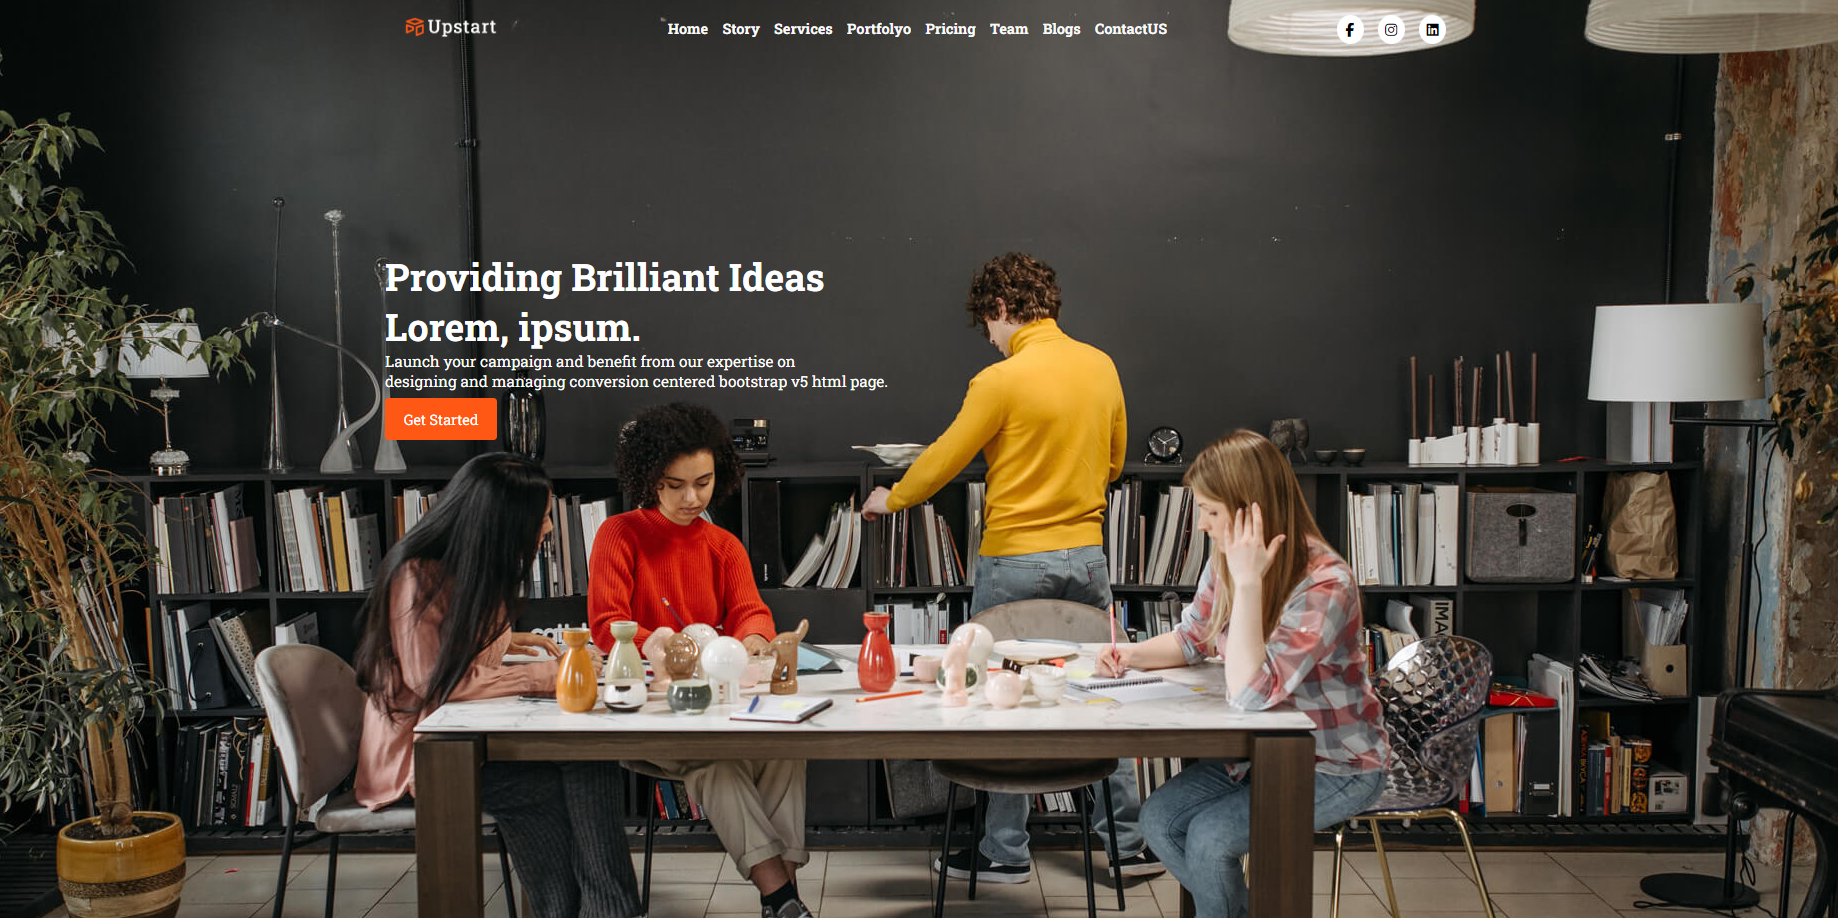 Upstart
Home Story Services Portfolyo Pricing Team Blogs ContactUS
Providing Brilliant Ideas
Lorem, ipsum.
Launch your campaign and benefit from our expertise on
designing and managing conversion centered bootstrap v5 html page.
Get Started